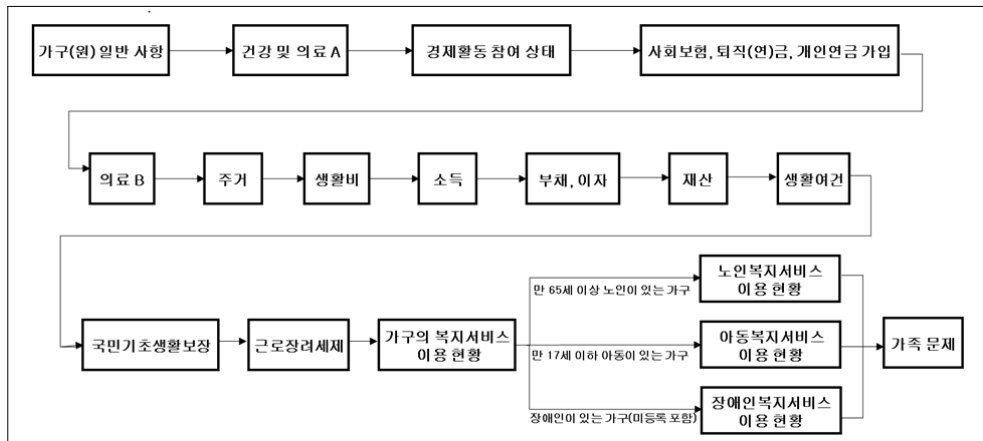 가구(원) 일반 사항
건강 및 의료 A
경제활동 참여 상태
사회보험, 퇴직(연)금, 개인연금 가입
의료 B
주거
생활비
소득
부채, 이자
재산
생활여건
국민기초생활보장
근로장려세제
가구의 복지서비스
이용 현황
만 65세 이상 노인이 있는 가구
노인복지서비스
이용 현황
만 17세 이하 아동이 있는 가구
아동복지서비스
이용 현황
장애인이 있는 가구(미등록 포함)
장애인복지서비스
이용 현황
가족 문제